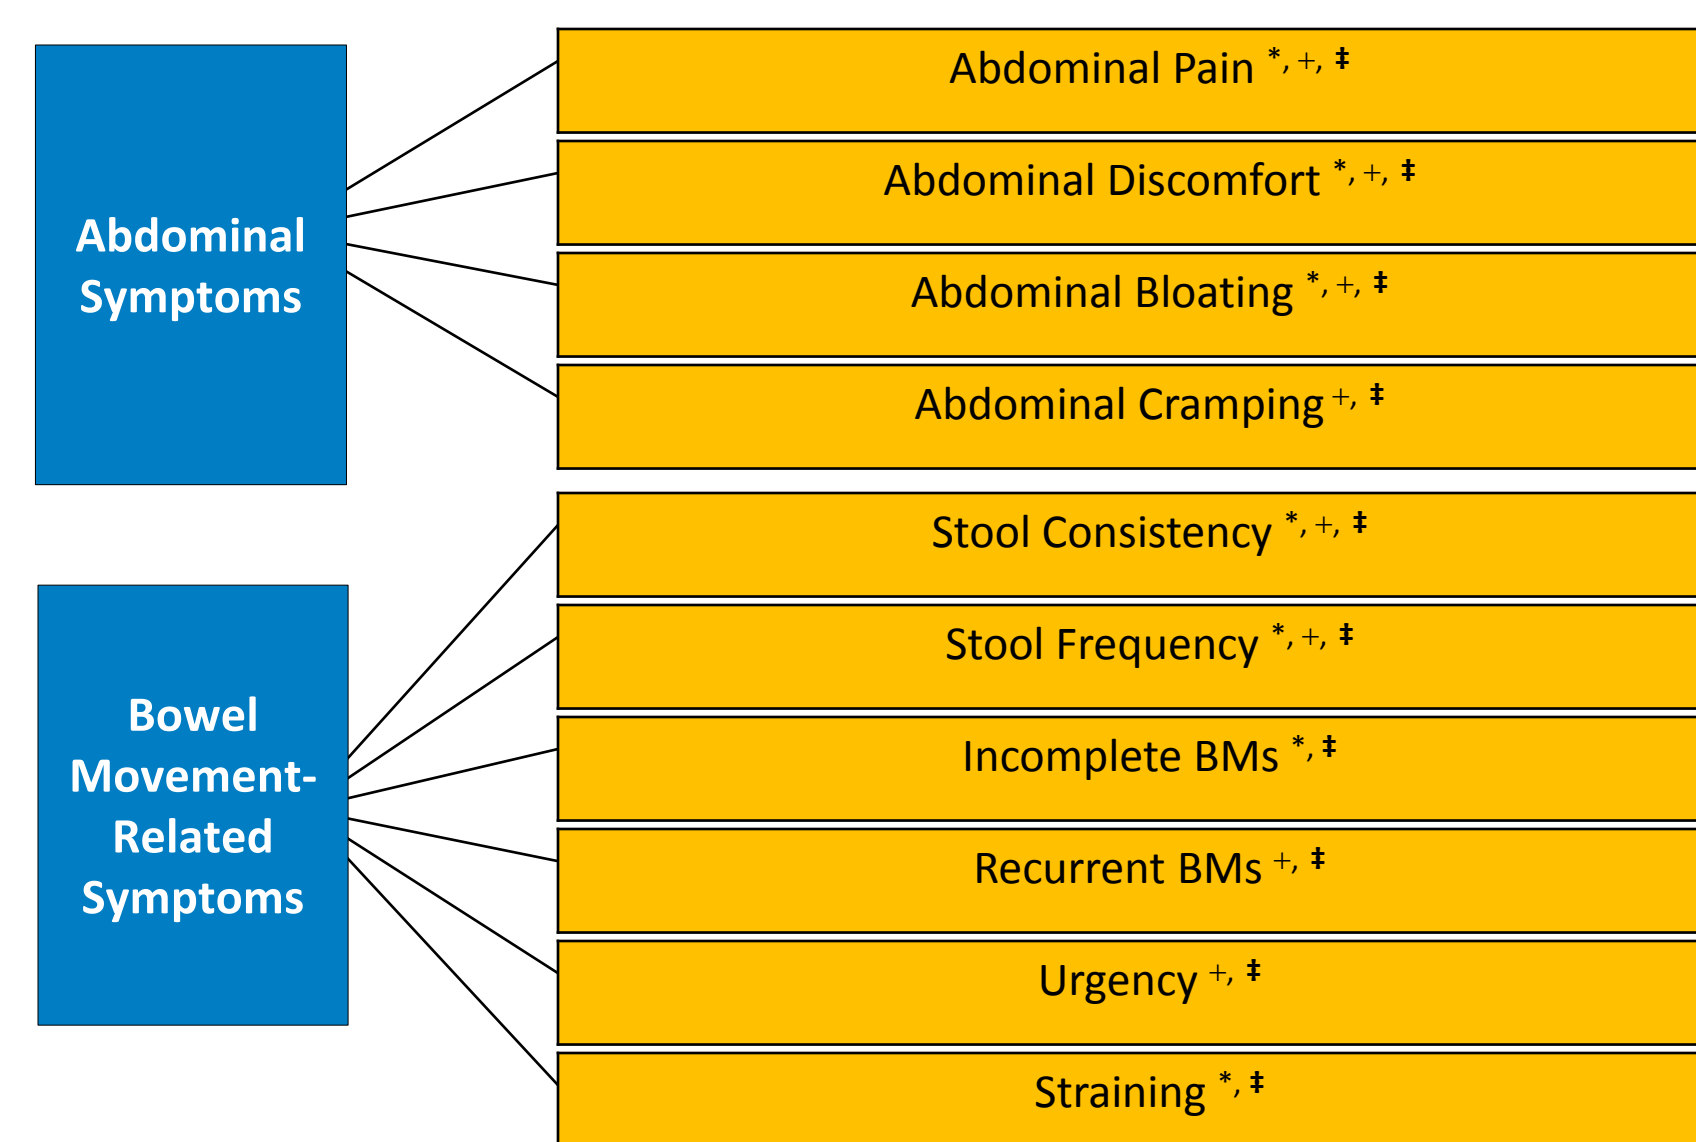 Abdominal
Symptoms
Abdominal Pain *, +, ‡
Abdominal Discomfort *, +, ‡
Abdominal Bloating *, +, ‡
Abdominal Cramping +, ‡
Bowel
Movement-
Related
Symptoms
Stool Consistency *, +, ‡
Stool Frequency *, +, ‡
Incomplete BMs *, ‡
Recurrent BMs +, ‡
Urgency +, ‡
Straining *, ‡